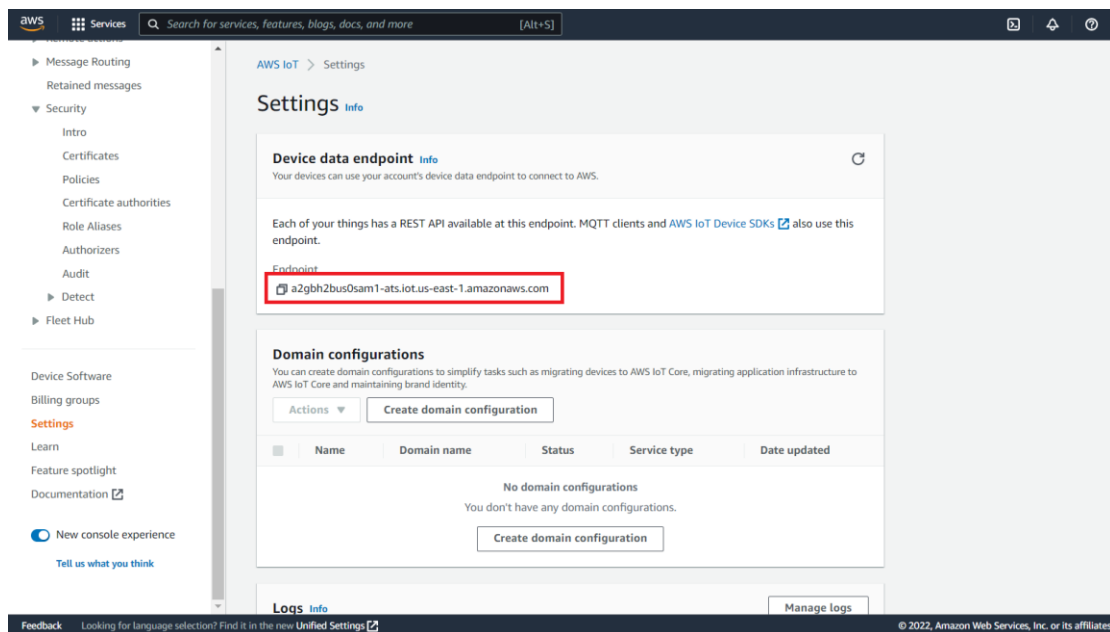 aws Services Search for services, features, blogs, docs, and more [Alt+S]
Message Routing
Retained messages
Security
Intro
Certificates
Policies
Certificate authorities
Role Aliases
Authorizers
Audit
Detect
Fleet Hub
Device Software
Billing groups
Settings
Learn
Feature spotlight
Documentation
New console experience
Tell us what you think
AWS IoT > Settings
Settings Info
Device data endpoint Info
Your devices can use your account's device data endpoint to connect to AWS.
Each of your things has a REST API available at this endpoint. MQTT clients and AWS IoT Device SDKs also use this
endpoint.
Endpoint
a2gbh2bus0sam1-ats.iot.us-east-1.amazonaws.com
Domain configurations
You can create domain configurations to simplify tasks such as migrating devices to AWS IoT Core, migrating application infrastructure to
AWS IoT Core and maintaining brand identity.
Actions Create domain configuration
Name Domain name Status Service type Date updated
No domain configurations
You don't have any domain configurations.
Create domain configuration
Logs Info Manage logs
Feedback Looking for language selection? Find it in the new Unified Settings © 2022, Amazon Web Services, Inc. or its affiliates